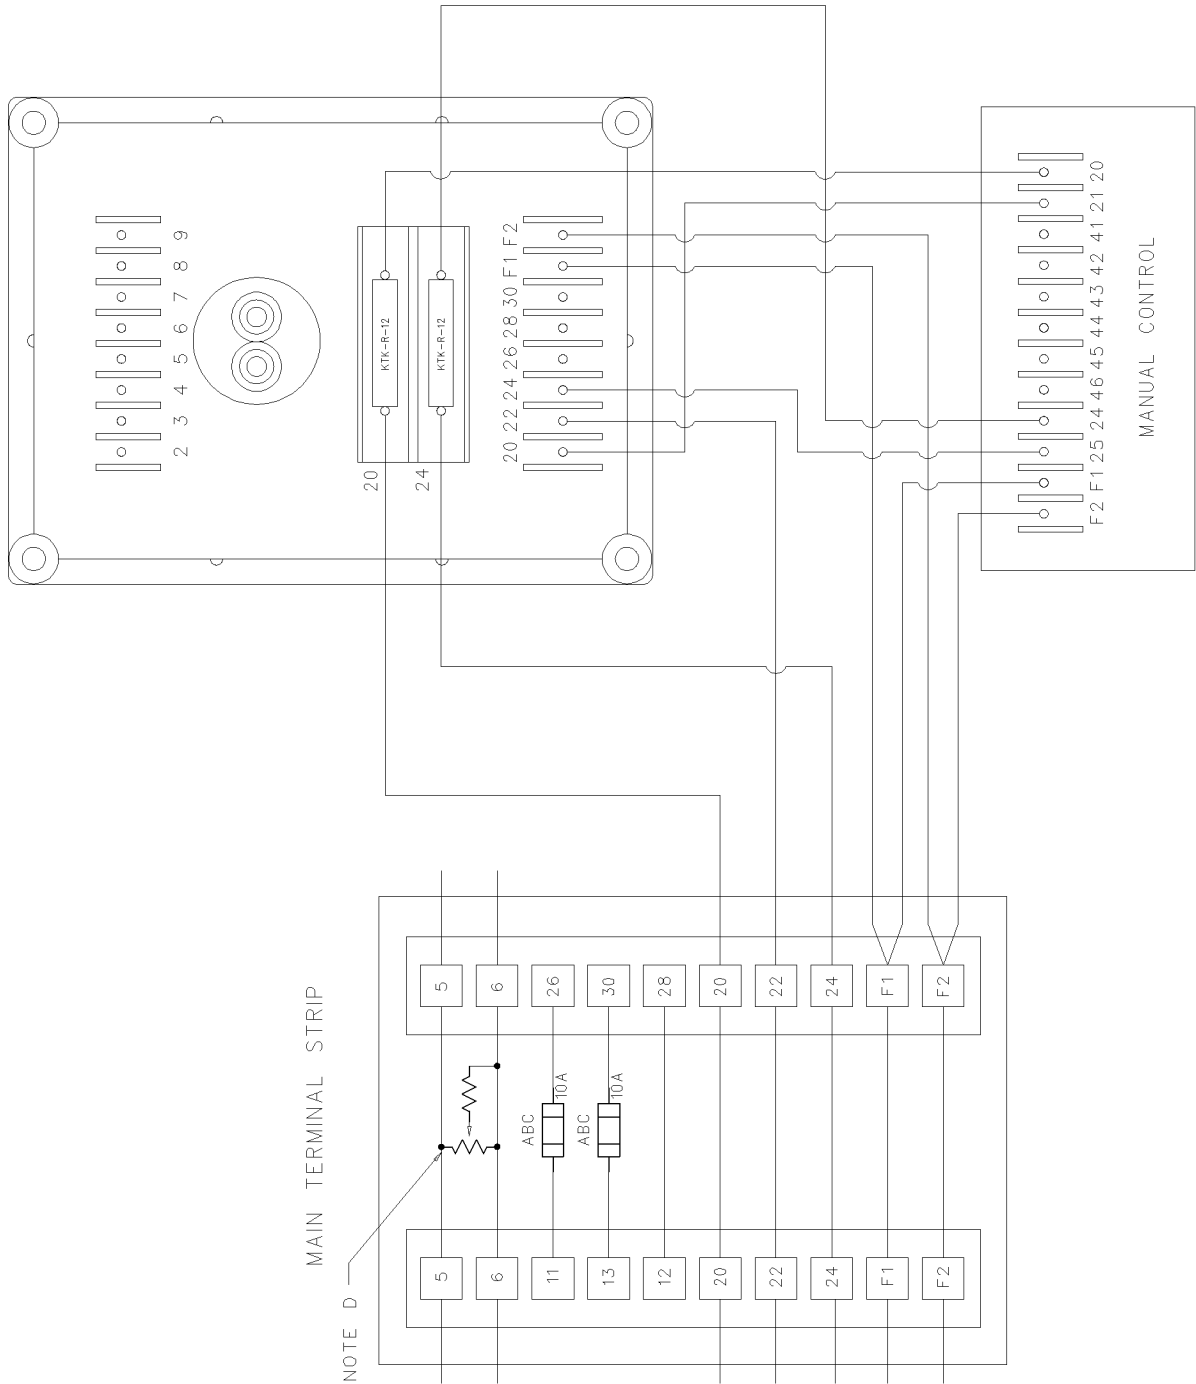 9
8
7
6
5
4
3
2
KTK-R-12
KTK-R-12
20
24
20 22 24 26 28 30 F1 F2
F2 F1 25 24 46 45 44 43 42 41 21 20
MANUAL CONTROL
MAIN TERMINAL STRIP
5
6
26
30
28
20
22
24
F1
F2
ABC
10A
ABC
10A
NOTE D
5
6
11
13
12
20
22
24
F1
F2